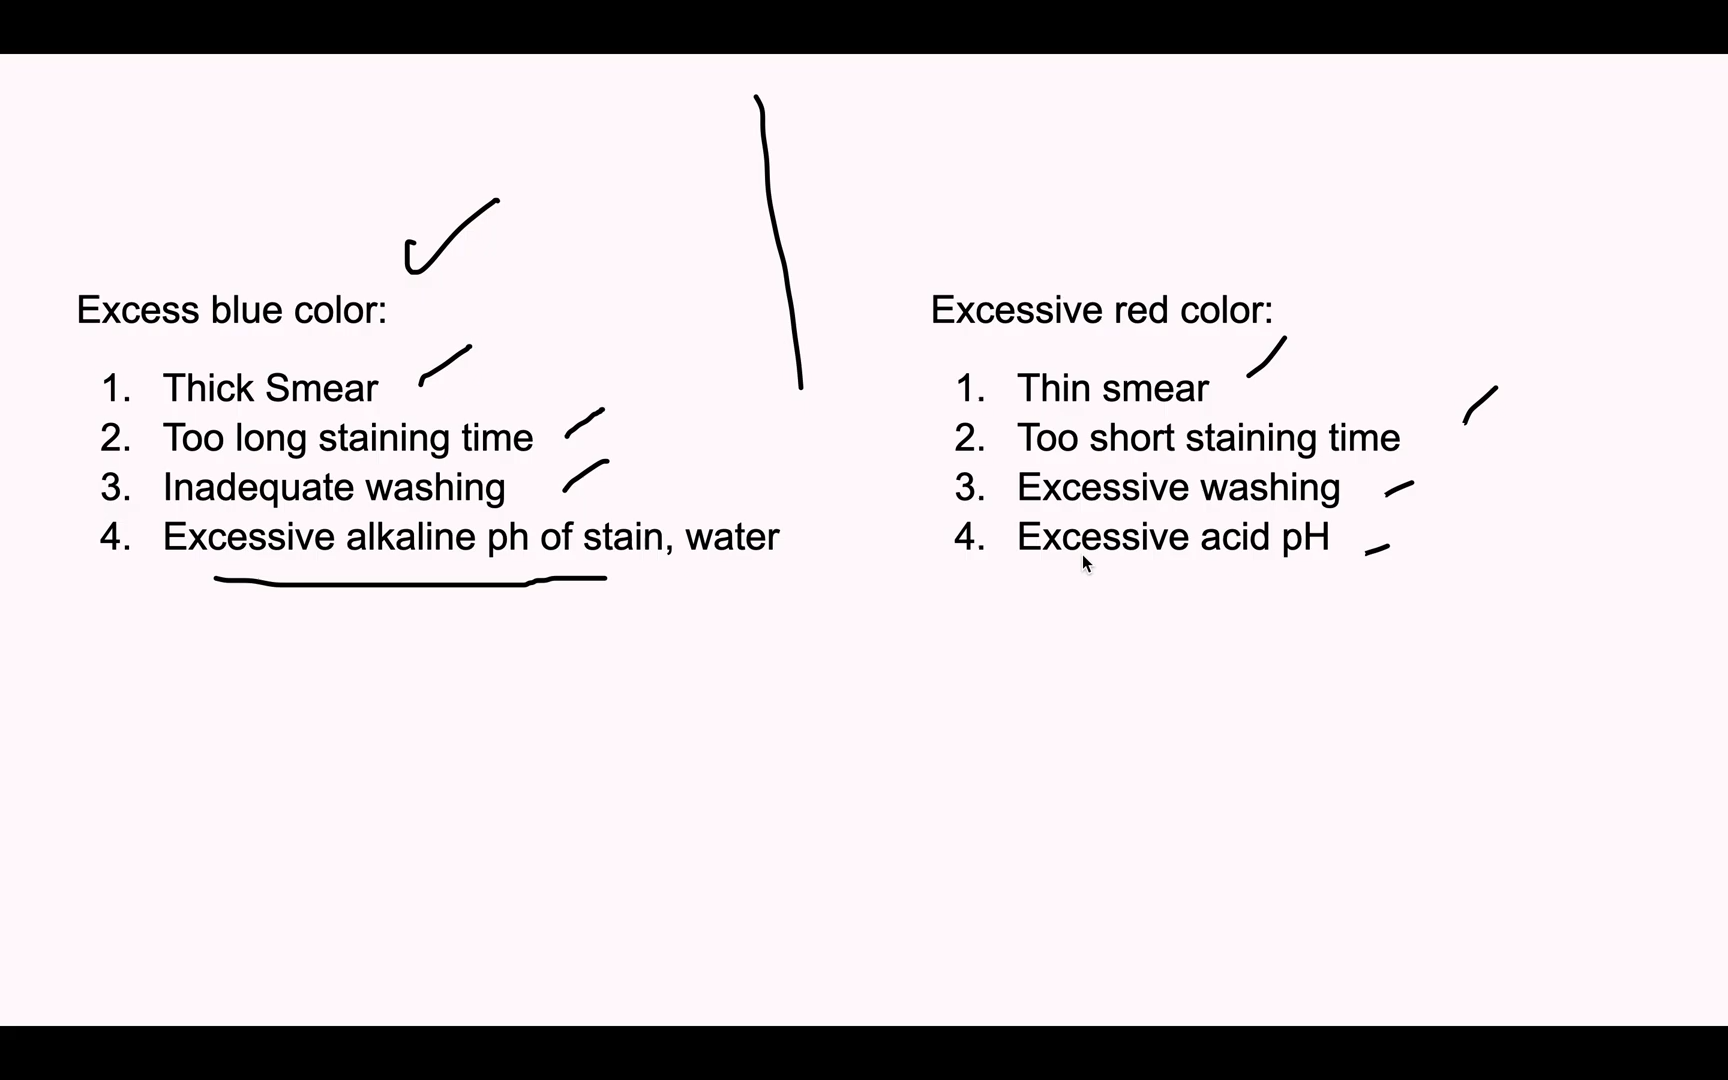 Excess blue color:
1. Thick Smear
2. Too long staining time
3. Inadequate washing
4. Excessive alkaline ph of stain, water
Excessive red color:
1. Thin smear
2. Too short staining time
3. Excessive washing
4. Excessive acid pH